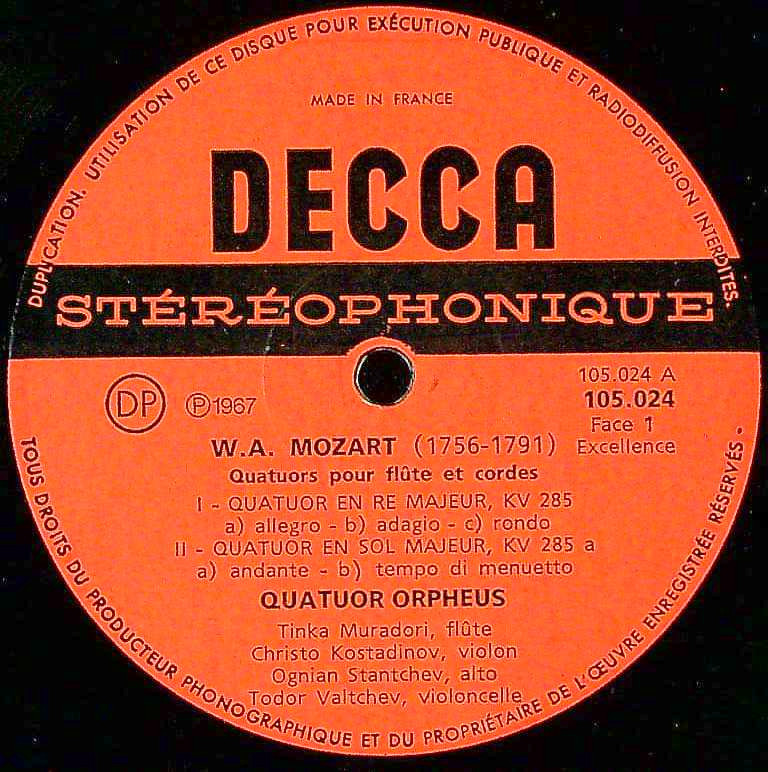 DUPLICATION. UTILISATION DE CE DISQUE POUR EXÉCUTION PUBLIQUE ET RADIODIFFUSION INTERDITES.
MADE IN FRANCE
DECCA
STÉRÉOPHONIQUE
DP ℗1967
105.024 A
105.024
Face 1
Excellence
W.A. MOZART (1756-1791)
Quatuors pour flûte et cordes
I - QUATUOR EN RE MAJEUR, KV 285
a) allegro - b) adagio - c) rondo
II - QUATUOR EN SOL MAJEUR, KV 285 a
a) andante - b) tempo di menuetto
QUATUOR ORPHEUS
Tinka Muradori, flûte
Christo Kostadinov, violon
Ognian Stantchev, alto
Todor Valtchev, violoncelle
TOUS DROITS DU PRODUCTEUR PHONOGRAPHIQUE ET DU PROPRIÉTAIRE DE L'ŒUVRE ENREGISTRÉE RÉSERVÉS.